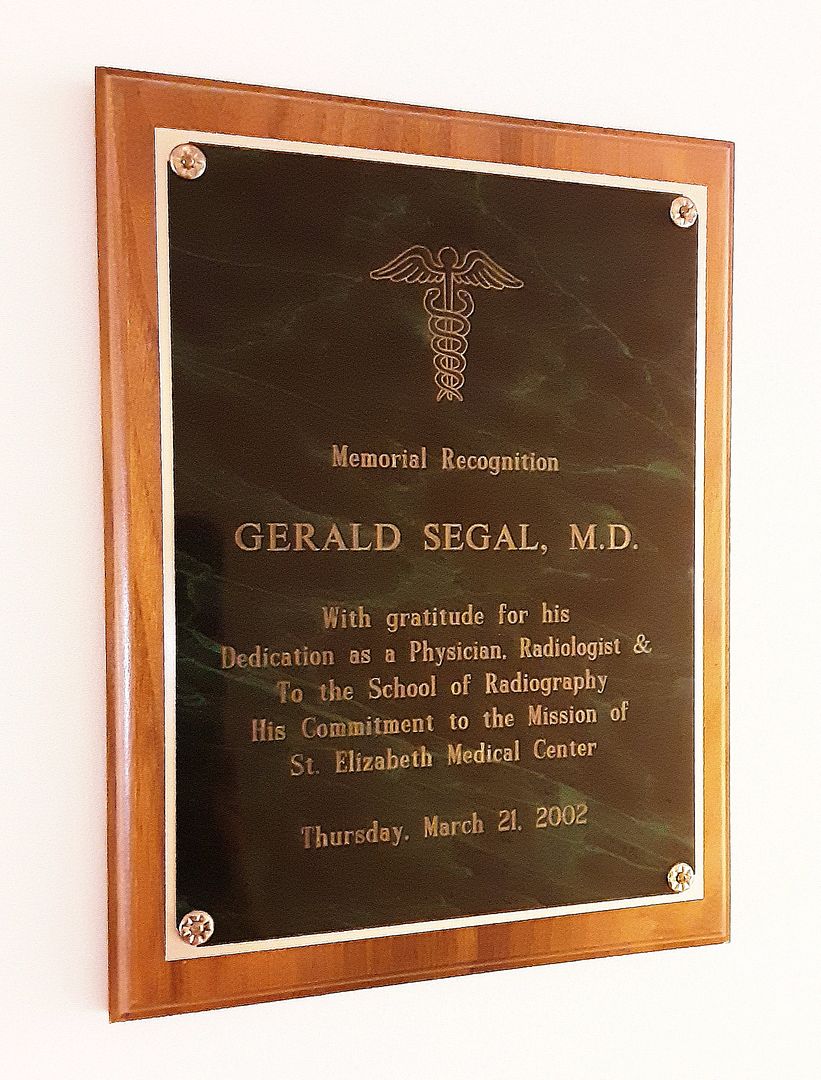 Memorial Recognition
GERALD SEGAL, M.D.
With gratitude for his
Dedication as a Physician, Radiologist &
To the School of Radiography
His Commitment to the Mission of
St. Elizabeth Medical Center
Thursday, March 21, 2002